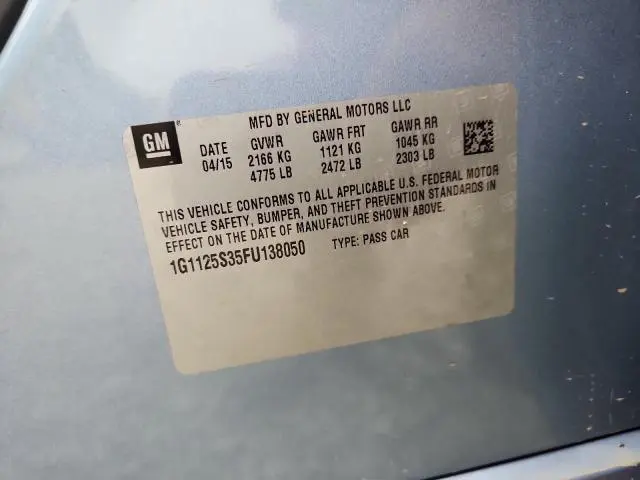 MFD BY GENERAL MOTORS LLC
GM
DATE GVWR GAWR FRT GAWR RR
04/15 2166 KG 1121 KG 1045 KG
4775 LB 2472 LB 2303 LB
THIS VEHICLE CONFORMS TO ALL APPLICABLE U.S. FEDERAL MOTOR
VEHICLE SAFETY, BUMPER, AND THEFT PREVENTION STANDARDS IN
EFFECT ON THE DATE OF MANUFACTURE SHOWN ABOVE.
1G1125S35FU138050 TYPE: PASS CAR